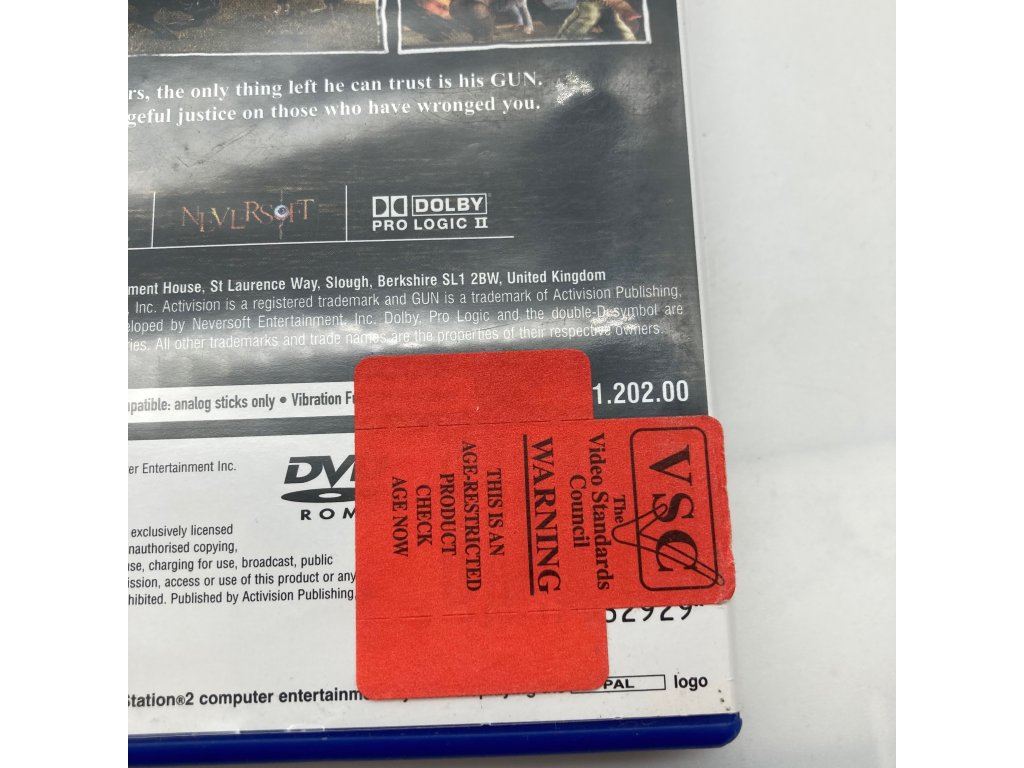 rs, the only thing left he can trust is his GUN.
geful justice on those who have wronged you.
NEVERSOFT
DOLBY
PRO LOGIC II
ment House, St Laurence Way, Slough, Berkshire SL1 2BW, United Kingdom
Inc. Activision is a registered trademark and GUN is a trademark of Activision Publishing,
eloped by Neversoft Entertainment, Inc. Dolby, Pro Logic and the double-D symbol are
ies. All other trademarks and trade names are the properties of their respective owners.
patible: analog sticks only • Vibration Fu
1.202.00
er Entertainment Inc.
DV
ROM
exclusively licensed
nauthorised copying,
se, charging for use, broadcast, public
ission, access or use of this product or any
hibited. Published by Activision Publishing,
VSC
The
Video Standards
Council
WARNING
THIS IS AN
AGE-RESTRICTED
PRODUCT
CHECK
AGE NOW
52929
Station®2 computer entertainm
PAL logo